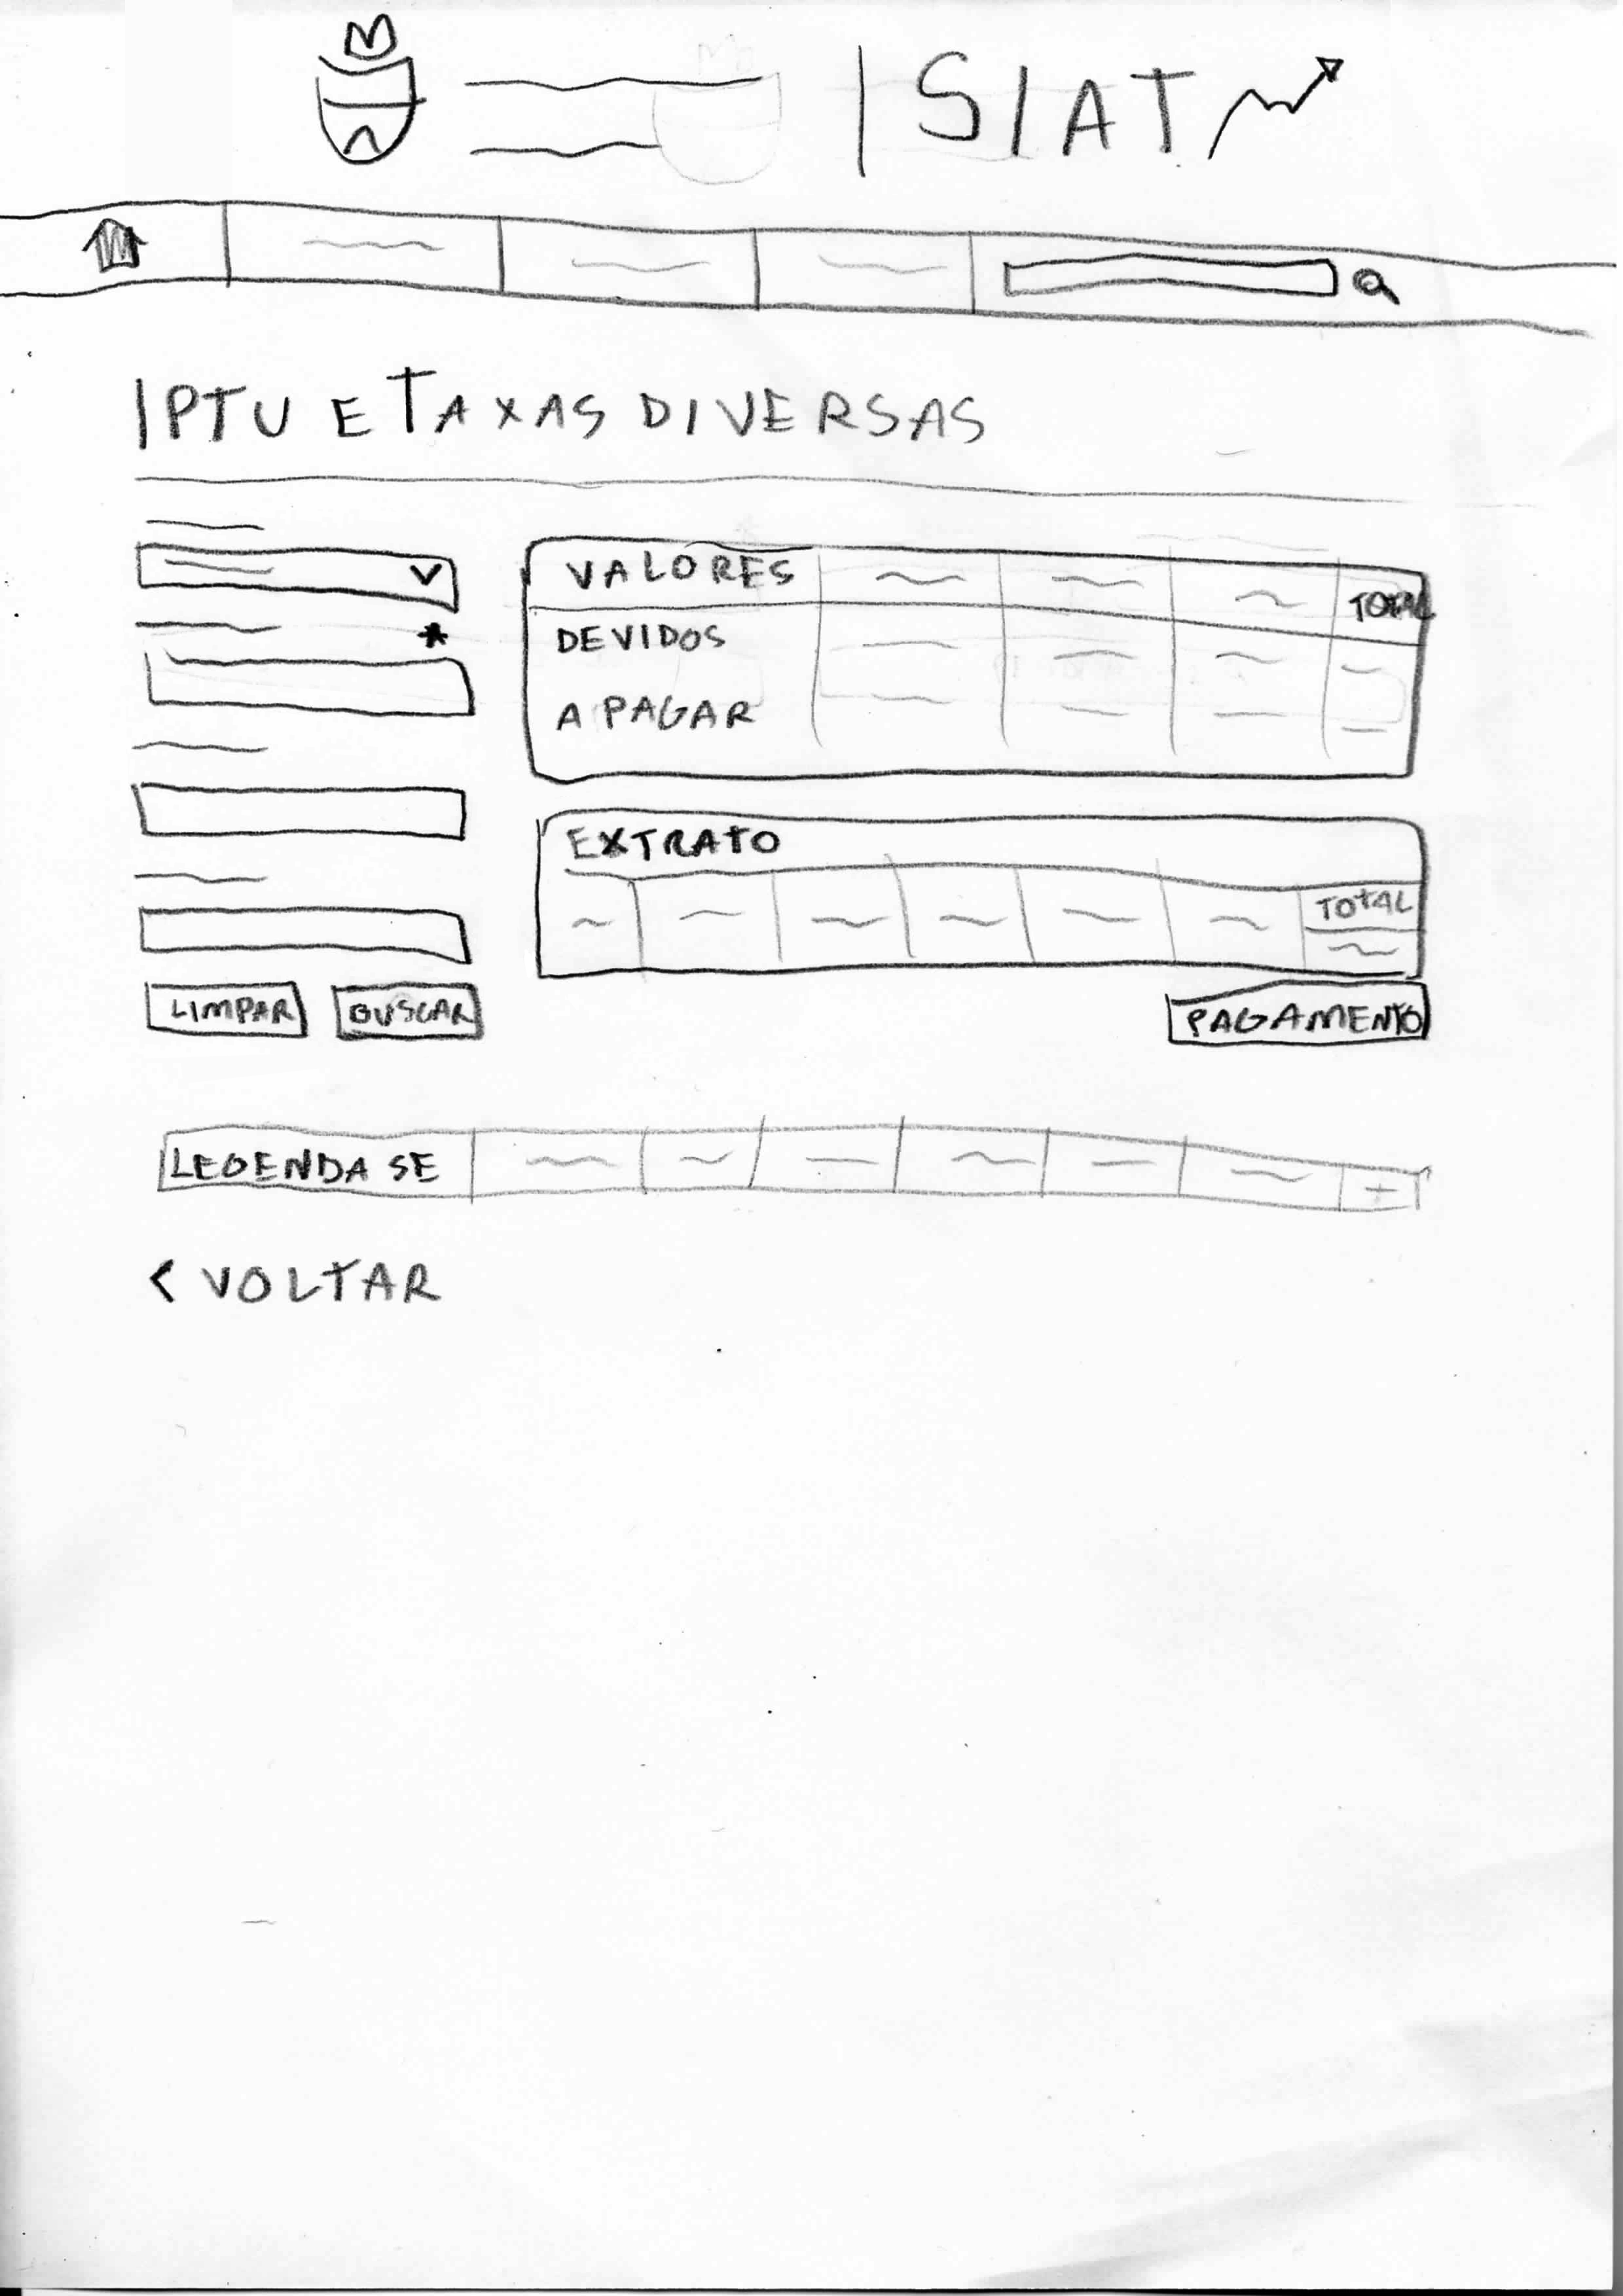 SIAT
IPTU E TAXAS DIVERSAS
VALORES TOTAL
DEVIDOS
A PAGAR
EXTRATO
TOTAL
LIMPAR BUSCAR PAGAMENTO
LEGENDA SE +
< VOLTAR